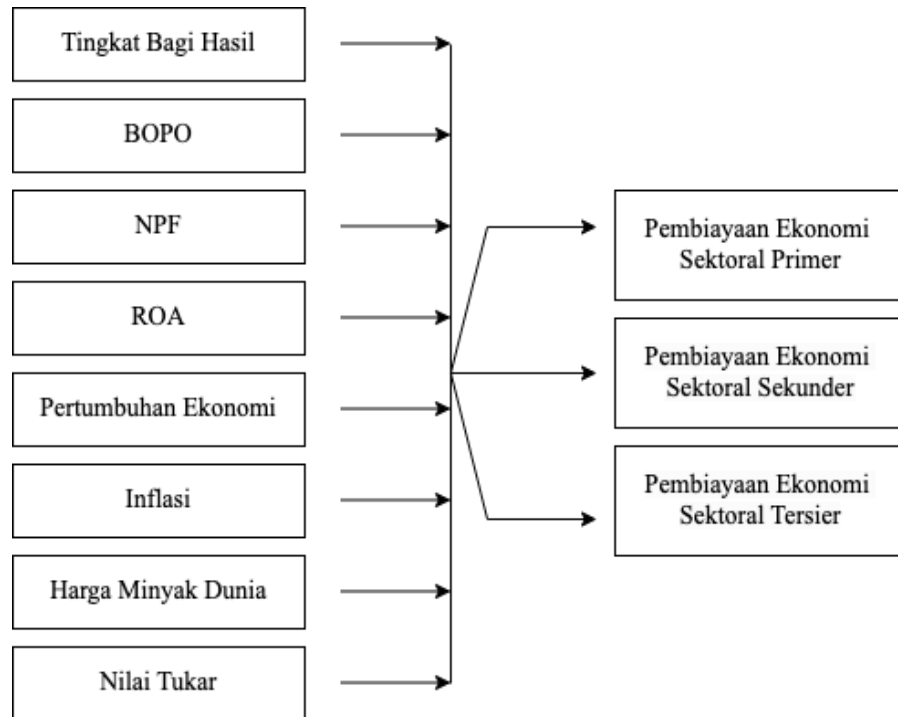 Tingkat Bagi Hasil
BOPO
NPF
ROA
Pertumbuhan Ekonomi
Inflasi
Harga Minyak Dunia
Nilai Tukar
Pembiayaan Ekonomi
Sektoral Primer
Pembiayaan Ekonomi
Sektoral Sekunder
Pembiayaan Ekonomi
Sektoral Tersier